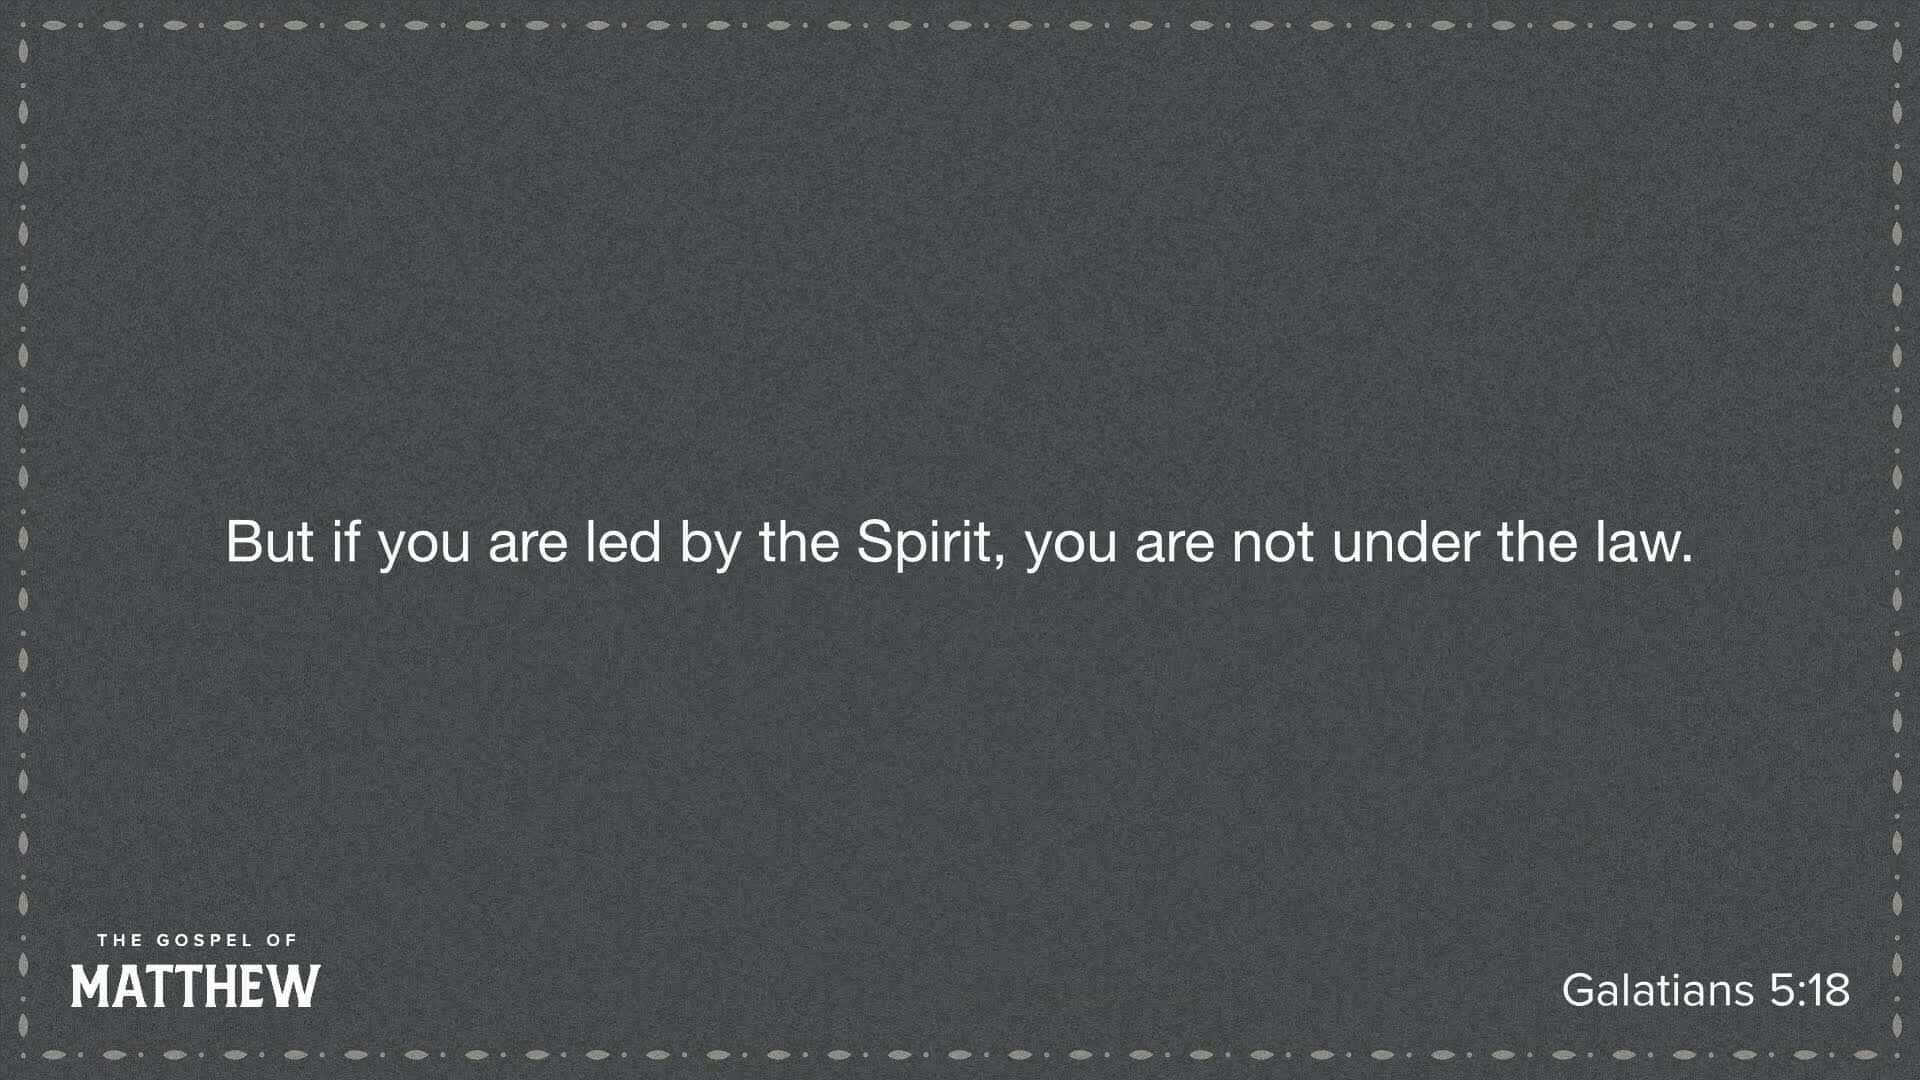 But if you are led by the Spirit, you are not under the law.
THE GOSPEL OF
MATTHEW
Galatians 5:18